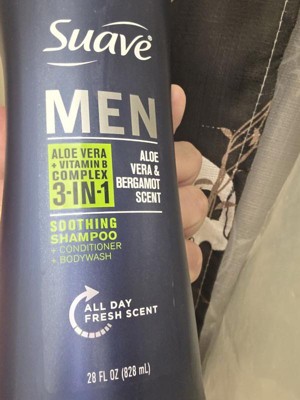 Suave
MEN
ALOE VERA
+ VITAMIN B
COMPLEX
3-IN-1
ALOE
VERA &
BERGAMOT
SCENT
SOOTHING
SHAMPOO
+ CONDITIONER
+ BODYWASH
ALL DAY
FRESH SCENT
28 FL OZ (828 mL)